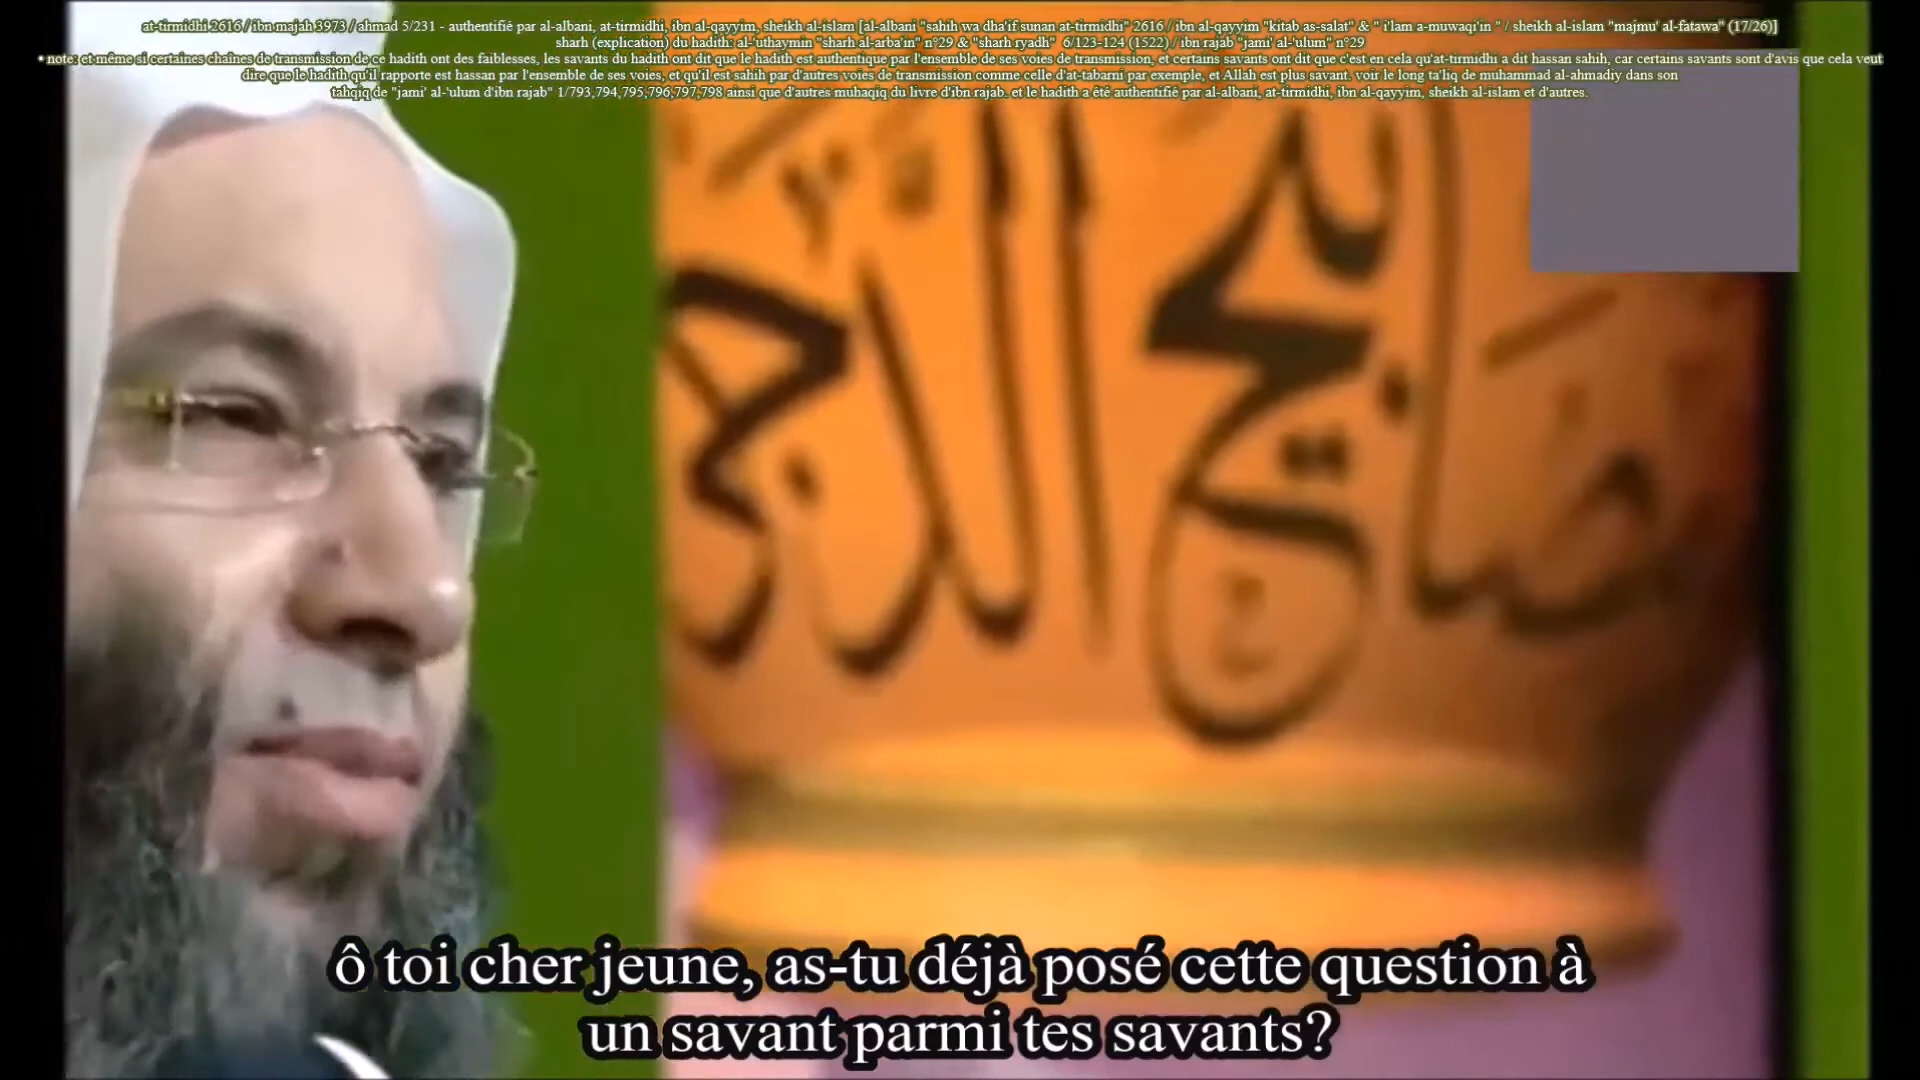 at-tirmidhi 2616 / ibn majah 3973 / ahmad 5/231 - authentifié par al-albani, at-tirmidhi, ibn al-qayyim, sheikh al-islam [al-albani "sahih wa dha'if sunan at-tirmidhi" 2616 / ibn al-qayyim "kitab as-salat" & " i'lam a-muwaqi'in " / sheikh al-islam "majmu' al-fatawa" (17/26)]
sharh (explication) du hadith: al-'uthaymin "sharh al-arba'in" n°29 & "sharh ryadh" 6/123-124 (1522) / ibn rajab "jami' al-'ulum" n°29
• note: et même si certaines chaînes de transmission de ce hadith ont des faiblesses, les savants du hadith ont dit que le hadith est authentique par l'ensemble de ses voies de transmission, et certains savants ont dit que c'est en cela qu'at-tirmidhi a dit hassan sahih, car certains savants sont d'avis que cela veut
dire que le hadith qu'il rapporte est hassan par l'ensemble de ses voies, et qu'il est sahih par d'autres voies de transmission comme celle d'at-tabarni par exemple, et Allah est plus savant. voir le long ta'liq de muhammad al-ahmadiy dans son
tahqiq de "jami' al-'ulum d'ibn rajab" 1/793,794,795,796,797,798 ainsi que d'autres muhaqiq du livre d'ibn rajab. et le hadith a été authentifié par al-albani, at-tirmidhi, ibn al-qayyim, sheikh al-islam et d'autres.
ô toi cher jeune, as-tu déjà posé cette question à
un savant parmi tes savants?